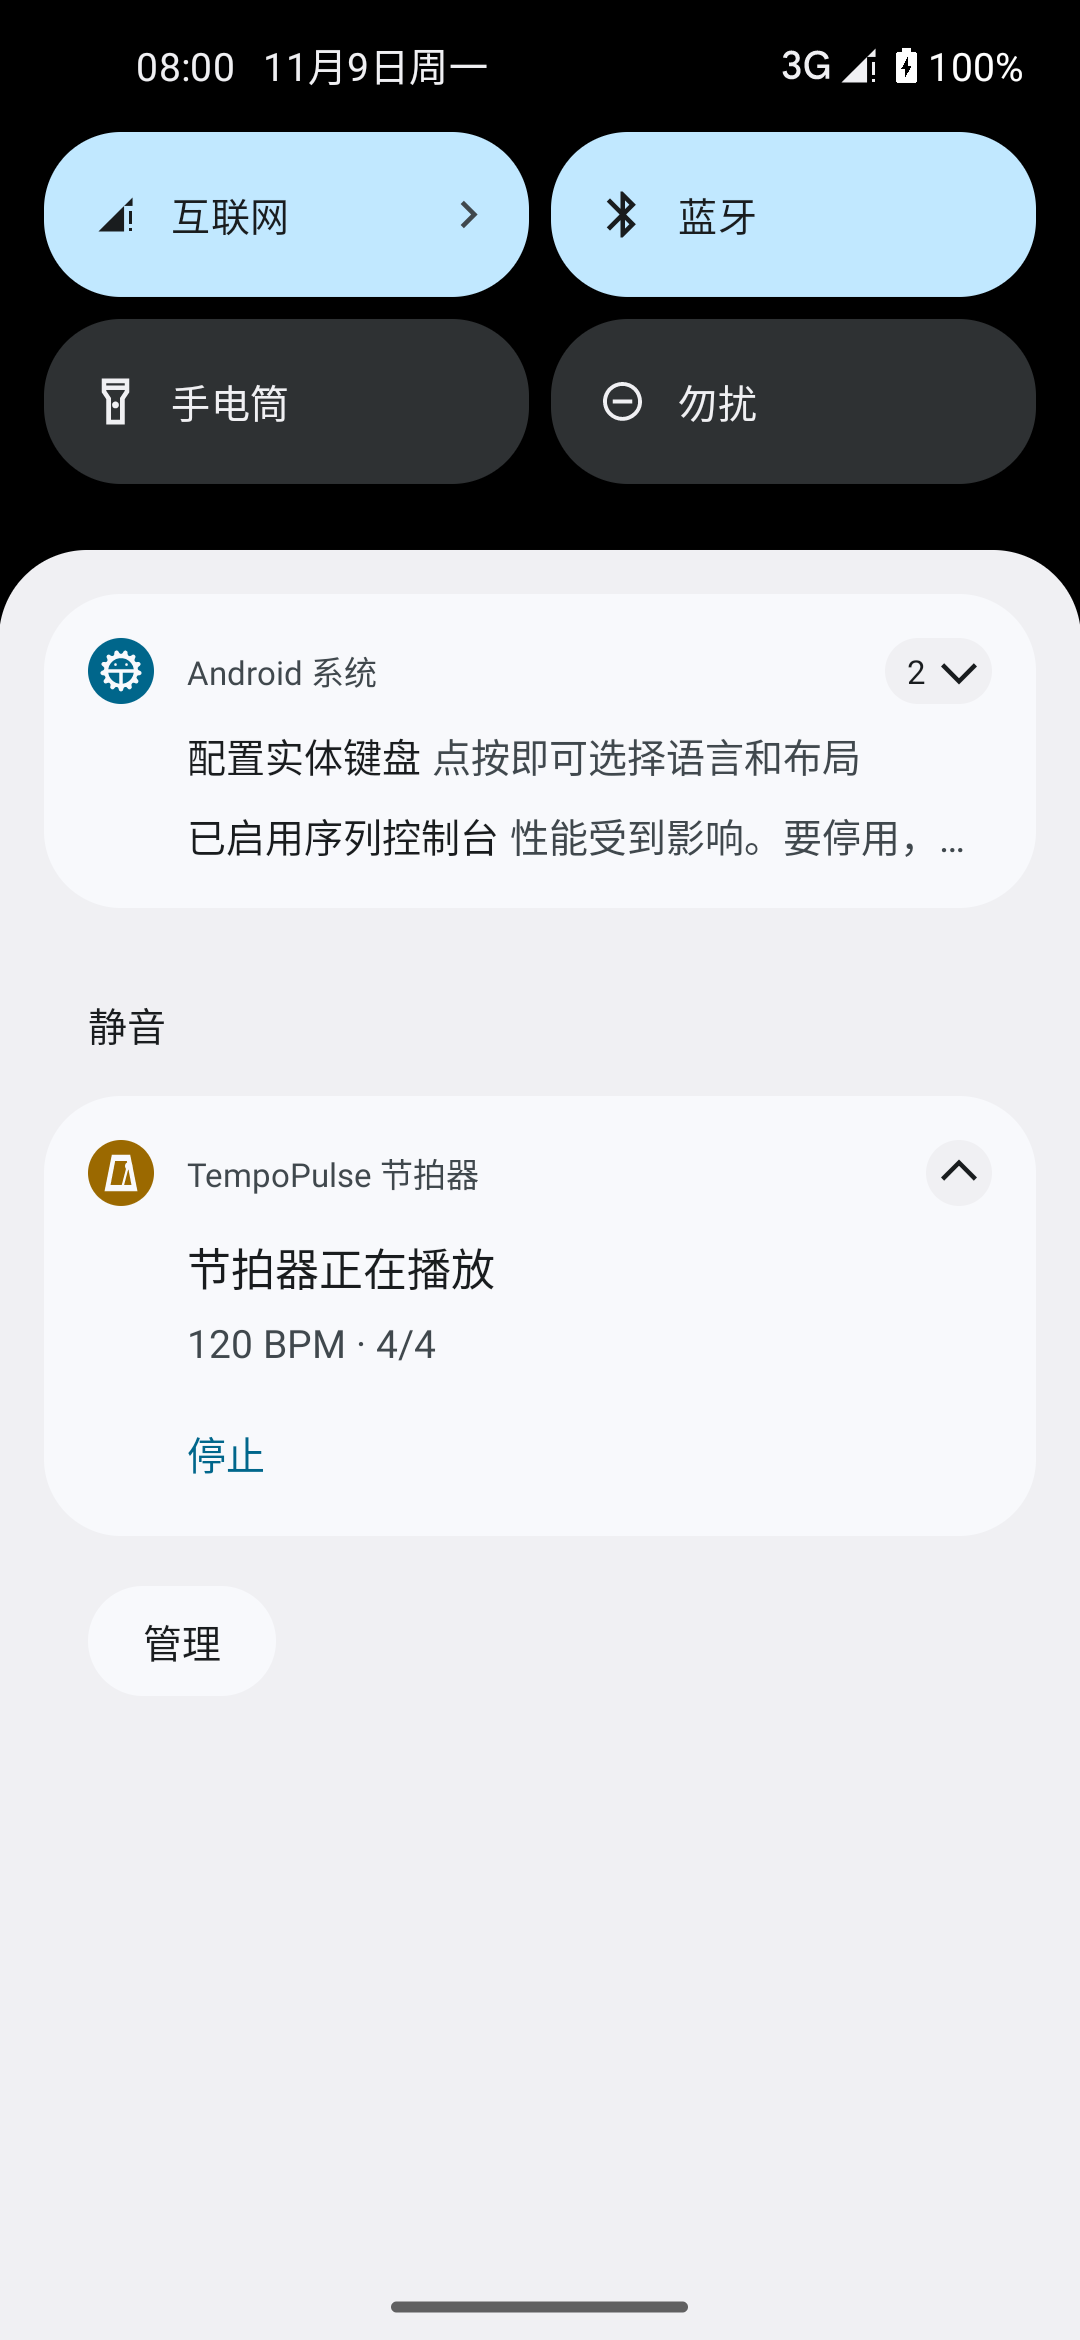 08:00 11月9日周一 3G 100%
互联网 蓝牙
手电筒 勿扰
Android 系统 2
配置实体键盘 点按即可选择语言和布局
已启用序列控制台 性能受到影响。要停用，...
静音
TempoPulse 节拍器
节拍器正在播放
120 BPM · 4/4
停止
管理